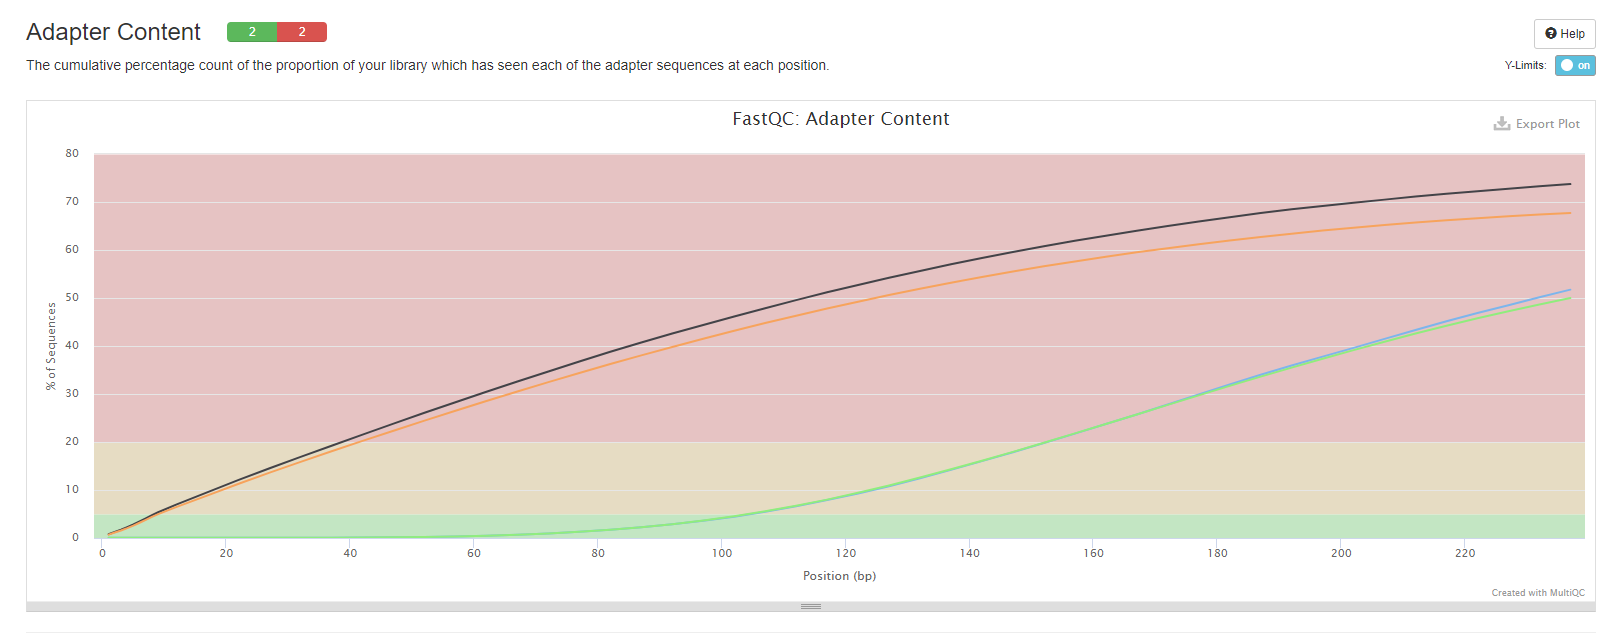 Adapter Content 2 2
Help
The cumulative percentage count of the proportion of your library which has seen each of the adapter sequences at each position.
Y-Limits: on
FastQC: Adapter Content
Export Plot
% of Sequences
80
70
60
50
40
30
20
10
0
0 20 40 60 80 100 120 140 160 180 200 220
Position (bp)
Created with MultiQC